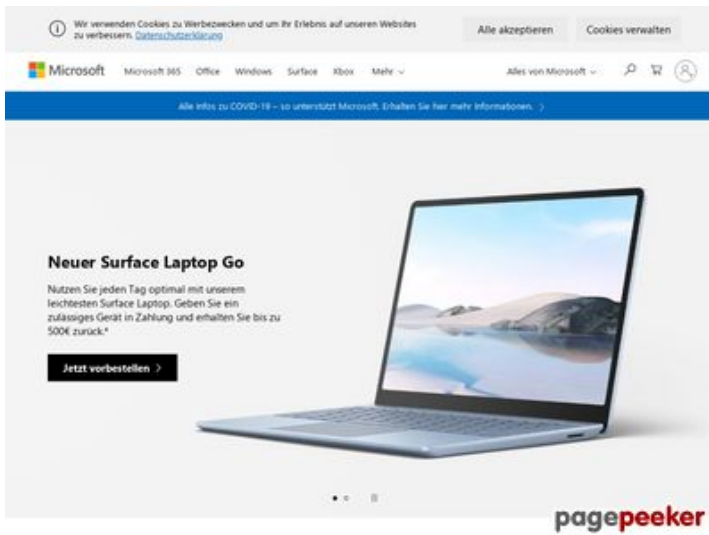 Wir verwenden Cookies zu Werbezwecken und um Ihr Erlebnis auf unseren Websites
zu verbessern. Datenschutzerklärung
Alle akzeptieren
Cookies verwalten
Microsoft
Microsoft 365
Office
Windows
Surface
Xbox
Mehr
Alles von Microsoft
Alle Infos zu COVID-19 – so unterstützt Microsoft. Erhalten Sie hier mehr Informationen.
Neuer Surface Laptop Go
Nutzen Sie jeden Tag optimal mit unserem
leichtesten Surface Laptop. Geben Sie ein
zulässiges Gerät in Zahlung und erhalten Sie bis zu
500€ zurück.*
Jetzt vorbestellen
pagepeeker